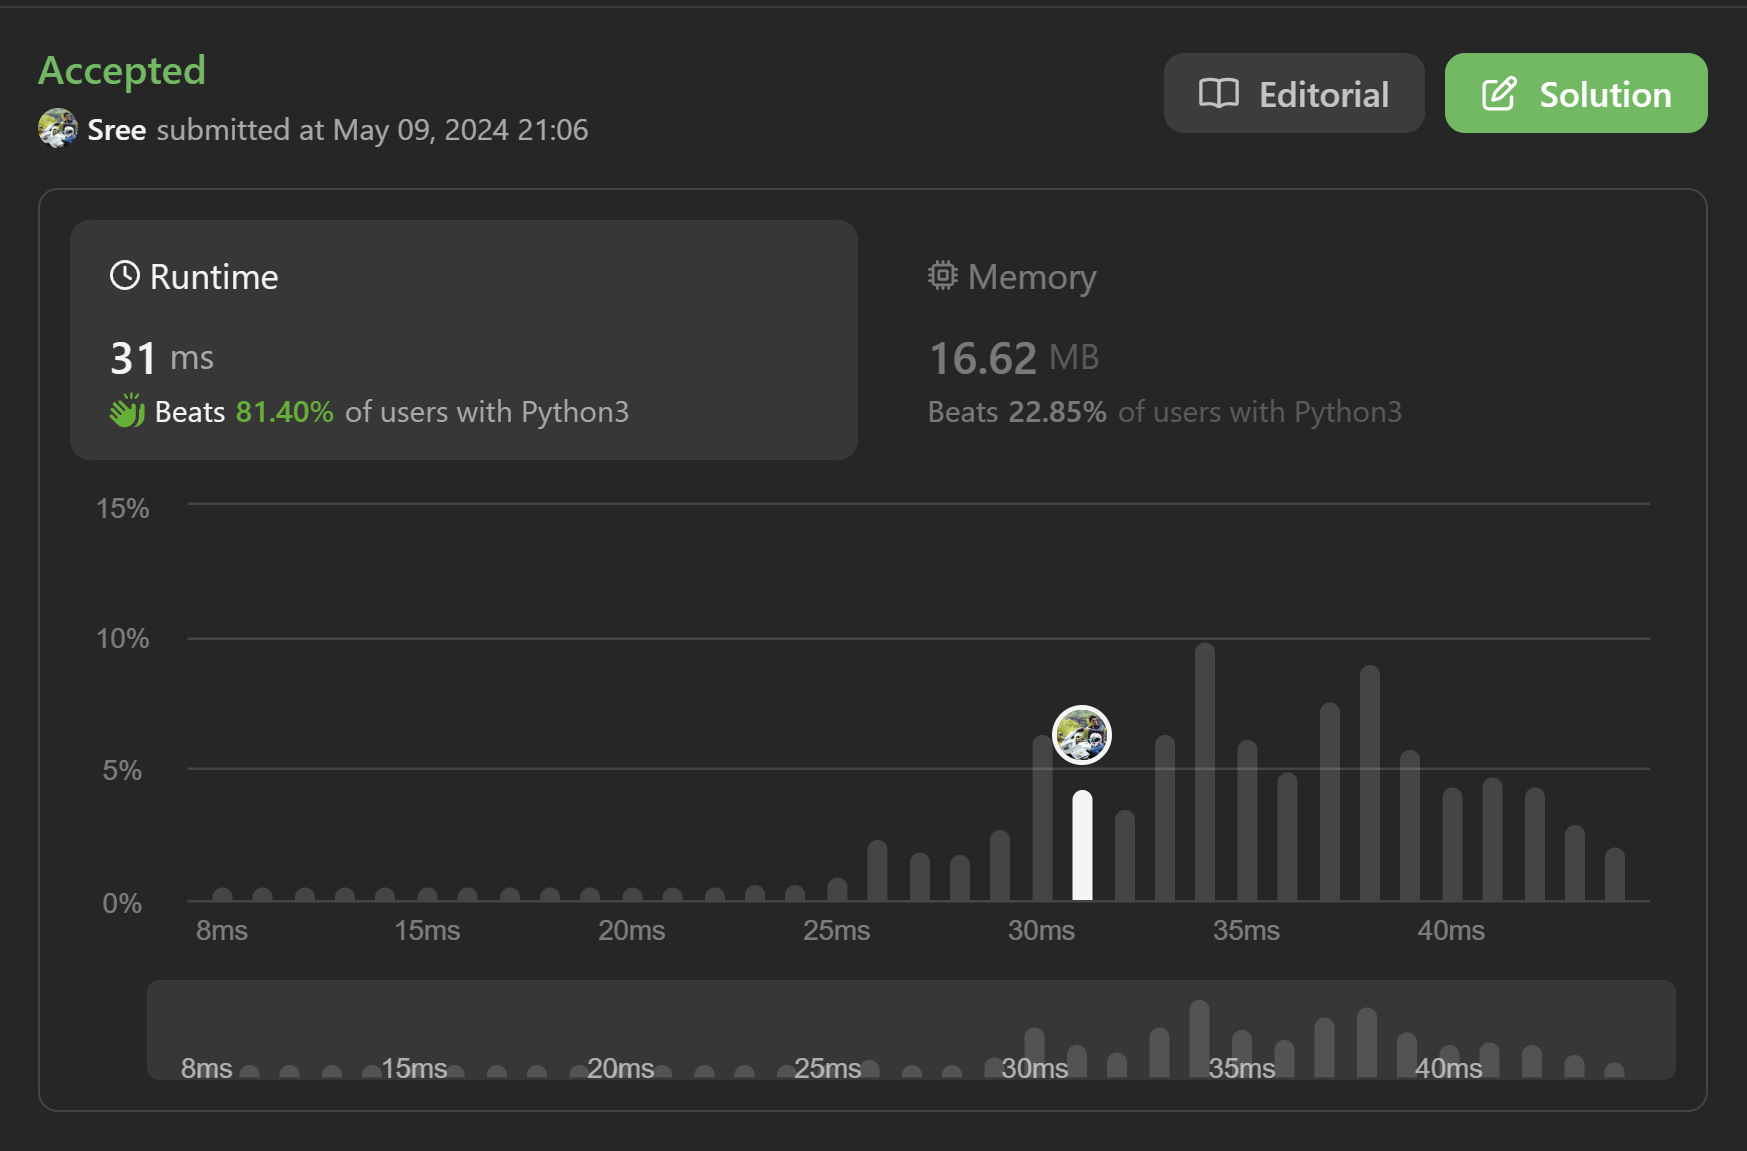 Accepted
Editorial
Solution
Sree submitted at May 09, 2024 21:06
Runtime
Memory
31 ms
16.62 MB
Beats 81.40% of users with Python3
Beats 22.85% of users with Python3
15%
10%
5%
0%
8ms 15ms 20ms 25ms 30ms 35ms 40ms
8ms 15ms 20ms 25ms 30ms 35ms 40ms